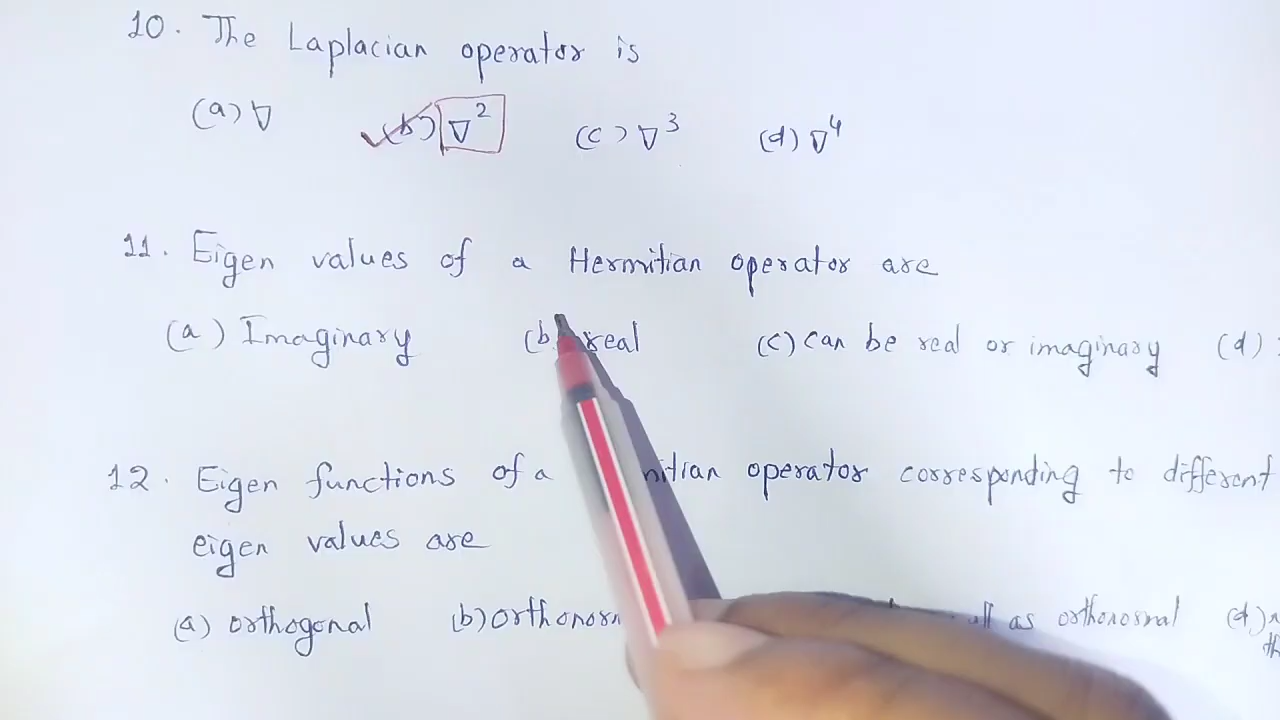 10. The Laplacian operator is
(a) ∇ (b) ∇² (c) ∇³ (d) ∇⁴
11. Eigen values of a Hermitian operator are
(a) Imaginary (b) real (c) can be real or imaginary (d)
12. Eigen functions of a operator corresponding to different
eigen values are
(a) orthogonal (b) as orthonormal (d)